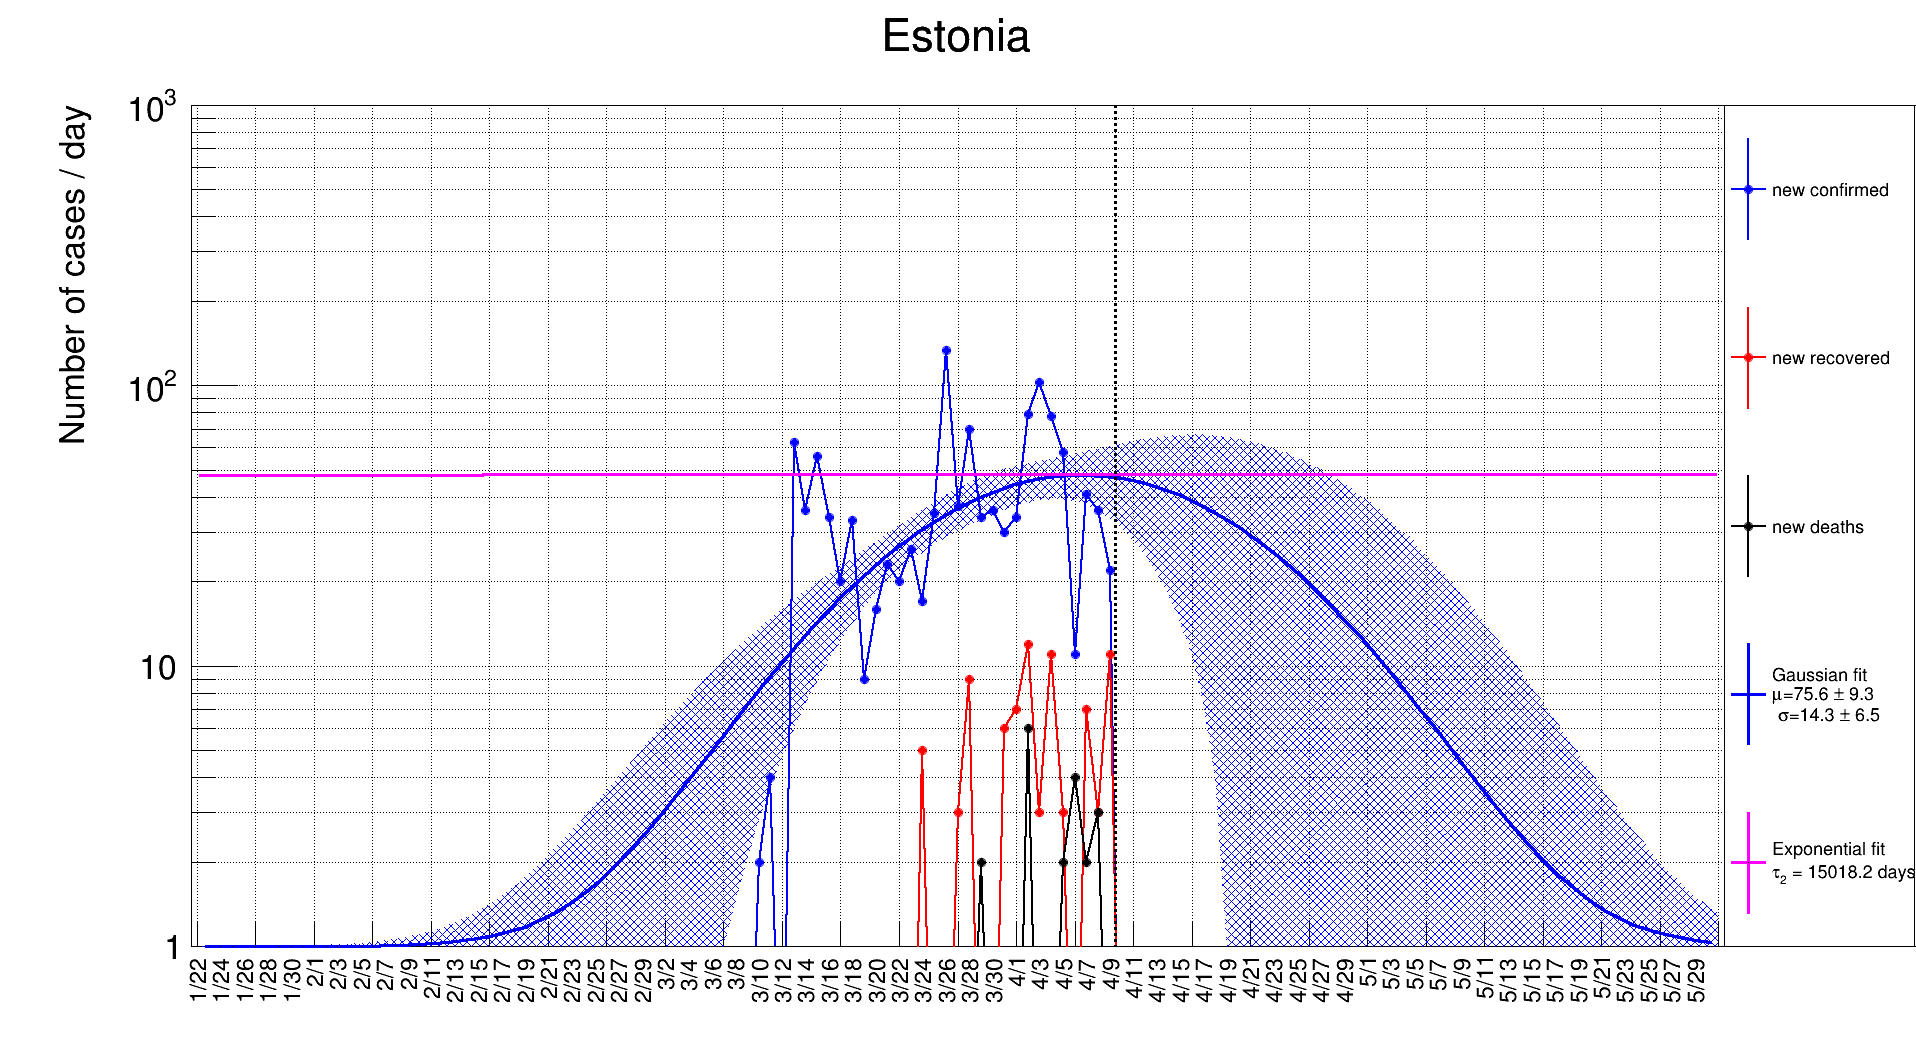 Estonia
Number of cases / day
10³
10²
10
1
1/22 1/24 1/26 1/28 1/30 2/1 2/3 2/5 2/7 2/9 2/11 2/13 2/15 2/17 2/19 2/21 2/23 2/25 2/27 2/29 3/2 3/4 3/6 3/8 3/10 3/12 3/14 3/16 3/18 3/20 3/22 3/24 3/26 3/28 3/30 4/1 4/3 4/5 4/7 4/9 4/11 4/13 4/15 4/17 4/19 4/21 4/23 4/25 4/27 4/29 5/1 5/3 5/5 5/7 5/9 5/11 5/13 5/15 5/17 5/19 5/21 5/23 5/25 5/27 5/29
new confirmed
new recovered
new deaths
Gaussian fit
μ=75.6 ± 9.3
σ=14.3 ± 6.5
Exponential fit
τ₂ = 15018.2 days